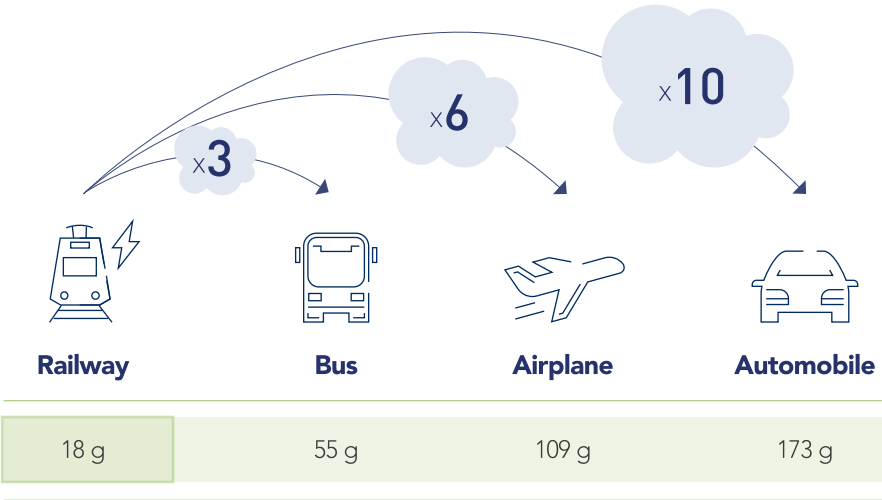 x10
x6
x3
Railway Bus Airplane Automobile
18 g 55 g 109 g 173 g